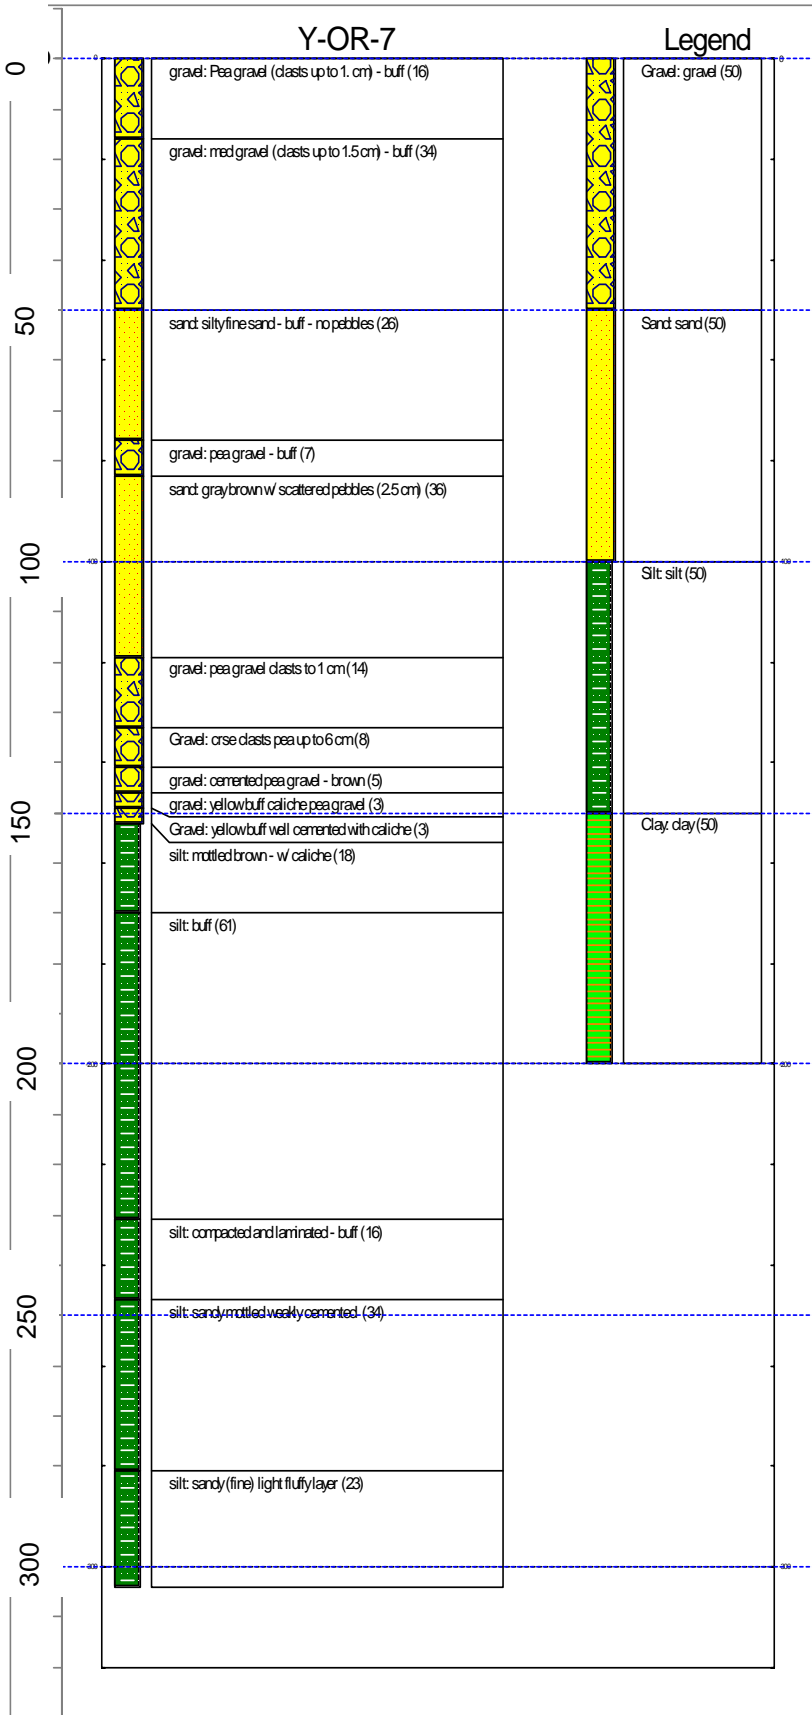 Y-OR-7
Legend
0
gravel: Pea gravel (clasts up to 1. cm) - buff (16)
Gravel: gravel (50)
gravel: med gravel (clasts up to 1.5 cm) - buff (34)
50
sand: silty fine sand - buff - no pebbles (26)
Sand: sand (50)
gravel: pea gravel - buff (7)
sand: gray brown w/ scattered pebbles (2.5 cm) (36)
100
Silt: silt (50)
gravel: pea gravel clasts to 1 cm (14)
Gravel: crse clasts pea up to 6 cm (8)
gravel: cemented pea gravel - brown (5)
gravel: yellow buff caliche pea gravel (3)
150
Gravel: yellow buff well cemented with caliche (3)
Clay: clay (50)
silt: mottled brown - w/ caliche (18)
silt: buff (61)
200
silt: compacted and laminated - buff (16)
250
silt: sandy mottled weakly cemented (34)
silt: sandy (fine) light fluffy layer (23)
300